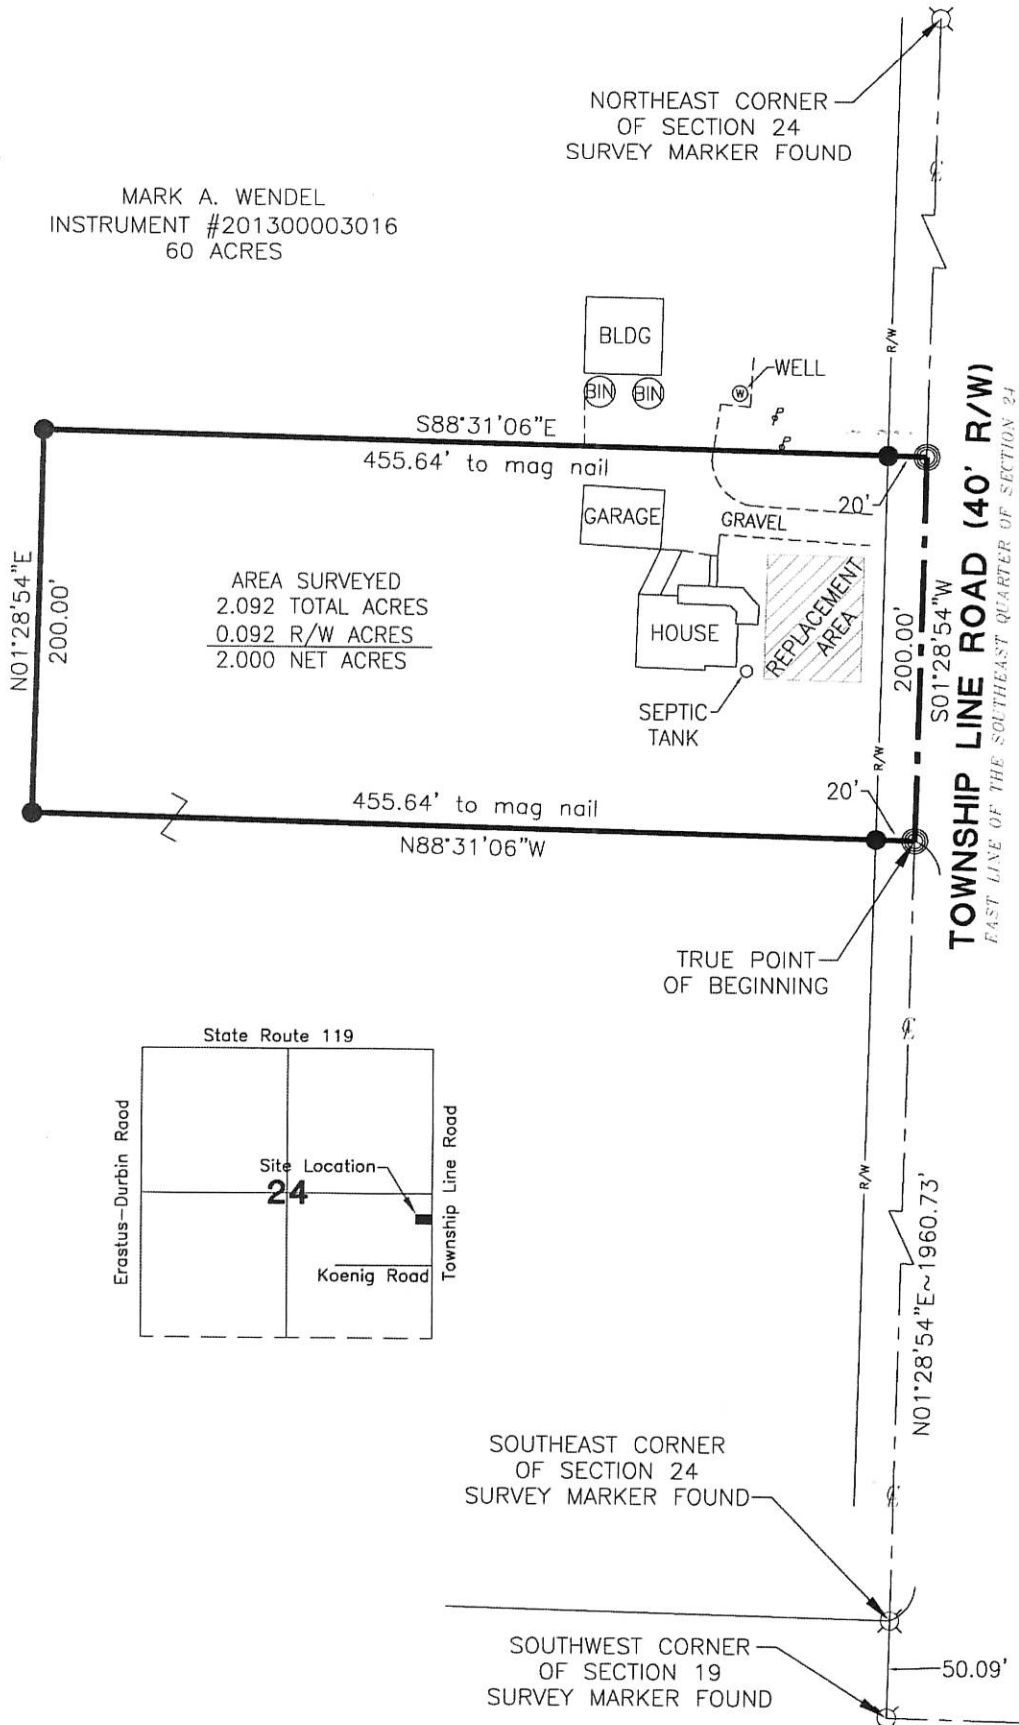 NORTHEAST CORNER
OF SECTION 24
SURVEY MARKER FOUND
MARK A. WENDEL
INSTRUMENT #201300003016
60 ACRES
℄
BLDG
R/W
BIN
BIN
W
WELL
S88°31'06"E
455.64' to mag nail
20'
GARAGE
GRAVEL
N01°28'54"E
200.00'
AREA SURVEYED
2.092 TOTAL ACRES
0.092 R/W ACRES
2.000 NET ACRES
HOUSE
REPLACEMENT
AREA
200.00'
S01°28'54"W
TOWNSHIP LINE ROAD (40' R/W)
EAST LINE OF THE SOUTHEAST QUARTER OF SECTION 24
SEPTIC
TANK
R/W
20'
455.64' to mag nail
N88°31'06"W
TRUE POINT
OF BEGINNING
℄
State Route 119
Erastus-Durbin Raod
Site Location
24
Township Line Road
Koenig Road
R/W
N01°28'54"E~1960.73'
SOUTHEAST CORNER
OF SECTION 24
SURVEY MARKER FOUND
℄
SOUTHWEST CORNER
OF SECTION 19
SURVEY MARKER FOUND
50.09'